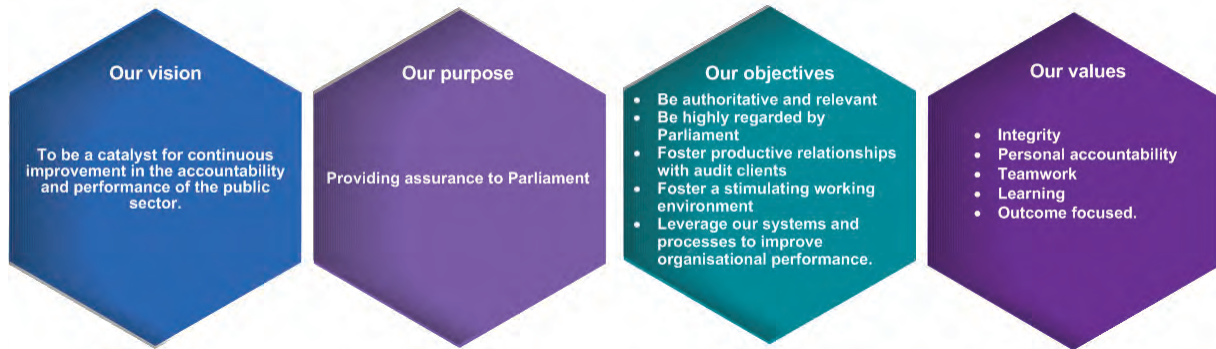 Our vision
To be a catalyst for continuous
improvement in the accountability
and performance of the public
sector.
Our purpose
Providing assurance to Parliament
Our objectives
• Be authoritative and relevant
• Be highly regarded by
Parliament
• Foster productive relationships
with audit clients
• Foster a stimulating working
environment
• Leverage our systems and
processes to improve
organisational performance.
Our values
• Integrity
• Personal accountability
• Teamwork
• Learning
• Outcome focused.